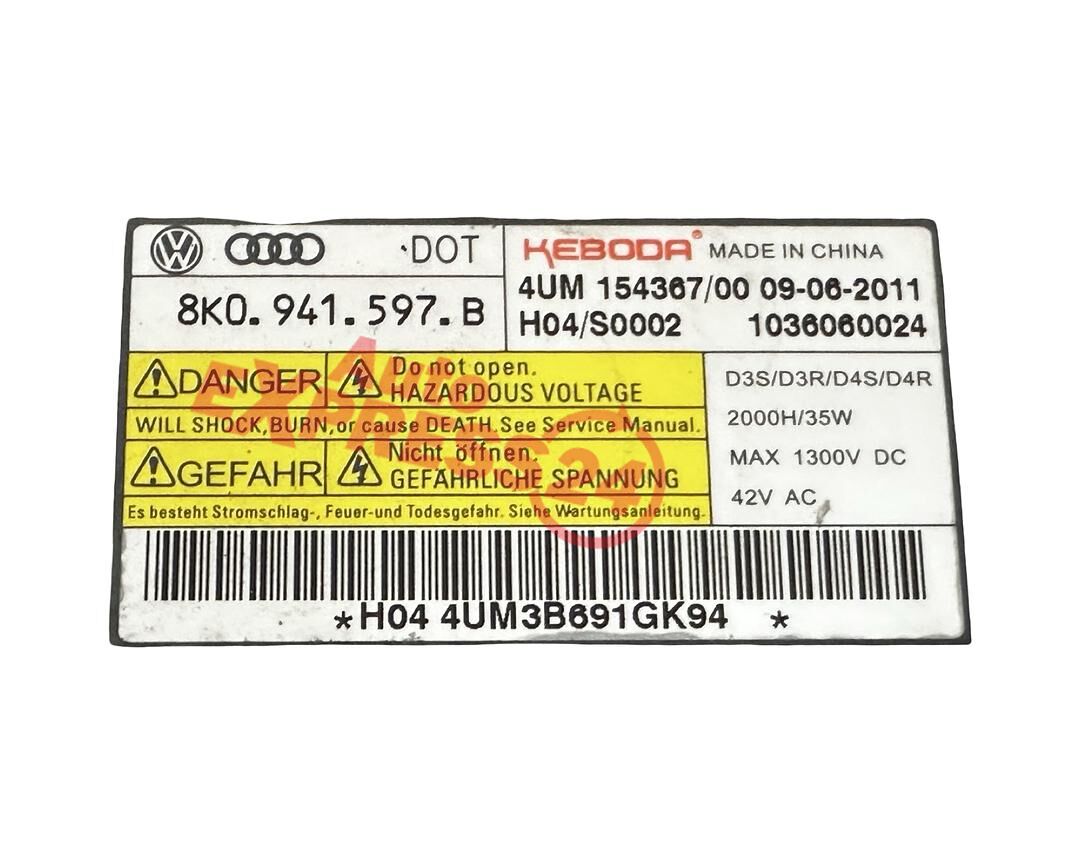 DOT
8K0.941.597.B
KEBODA® MADE IN CHINA
4UM 154367/00 09-06-2011
H04/S0002 1036060024
DANGER
Do not open.
HAZARDOUS VOLTAGE
WILL SHOCK,BURN,or cause DEATH.See Service Manual.
GEFAHR
Nicht öffnen.
GEFÄHRLICHE SPANNUNG
Es besteht Stromschlag-, Feuer-und Todesgefahr. Siehe Wartungsanleitung.
D3S/D3R/D4S/D4R
2000H/35W
MAX 1300V DC
42V AC
*H04 4UM3B691GK94 *
Auto
EXPRESS24